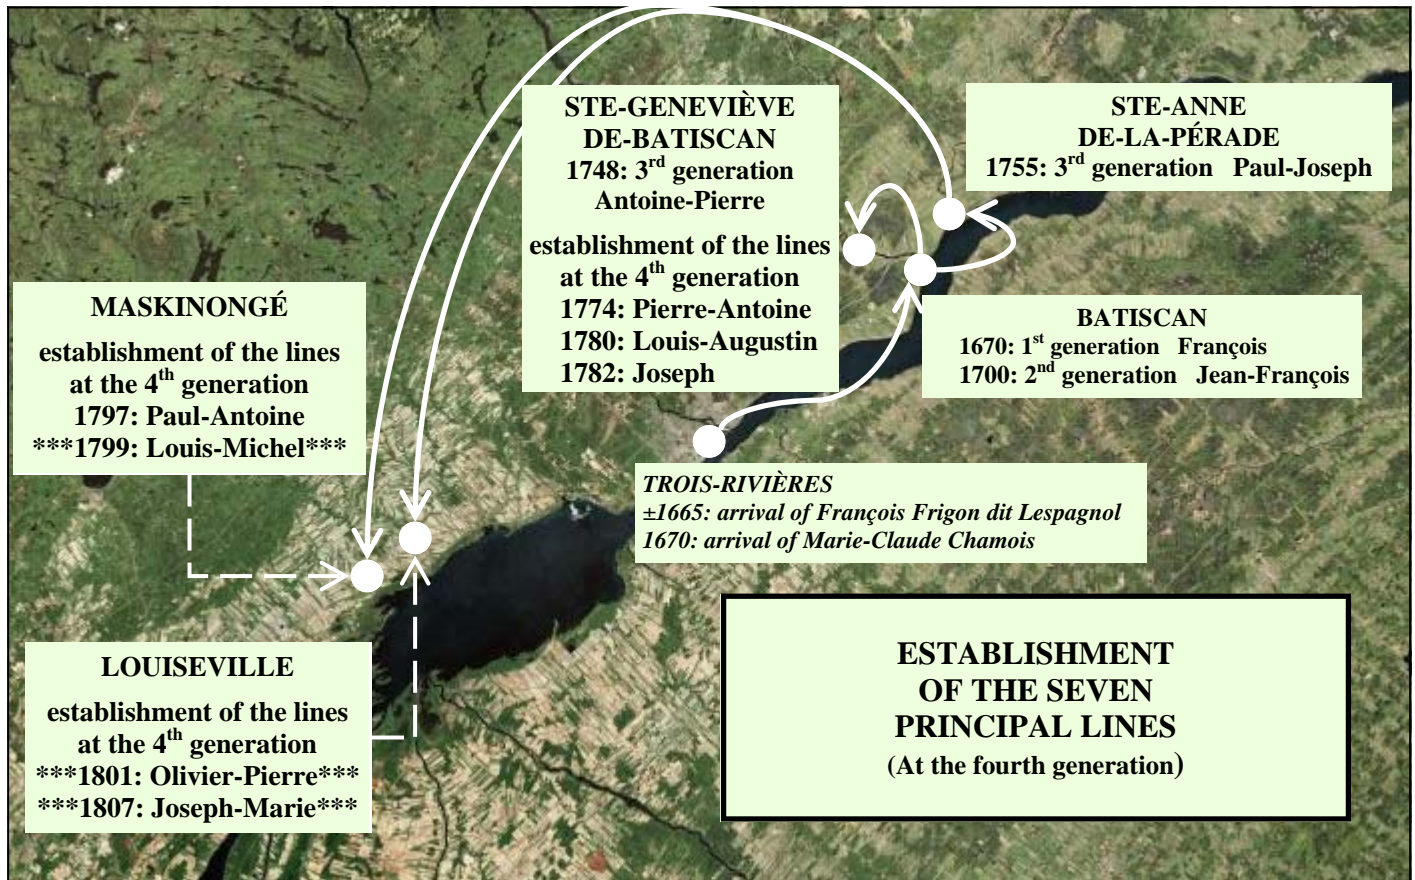 STE-GENEVIÈVE
DE-BATISCAN
1748: 3rd generation
Antoine-Pierre
establishment of the lines
at the 4th generation
1774: Pierre-Antoine
1780: Louis-Augustin
1782: Joseph
STE-ANNE
DE-LA-PÉRADE
1755: 3rd generation Paul-Joseph
MASKINONGÉ
establishment of the lines
at the 4th generation
1797: Paul-Antoine
***1799: Louis-Michel***
BATISCAN
1670: 1st generation François
1700: 2nd generation Jean-François
TROIS-RIVIÈRES
±1665: arrival of François Frigon dit Lespagnol
1670: arrival of Marie-Claude Chamois
LOUISEVILLE
establishment of the lines
at the 4th generation
***1801: Olivier-Pierre***
***1807: Joseph-Marie***
ESTABLISHMENT
OF THE SEVEN
PRINCIPAL LINES
(At the fourth generation)